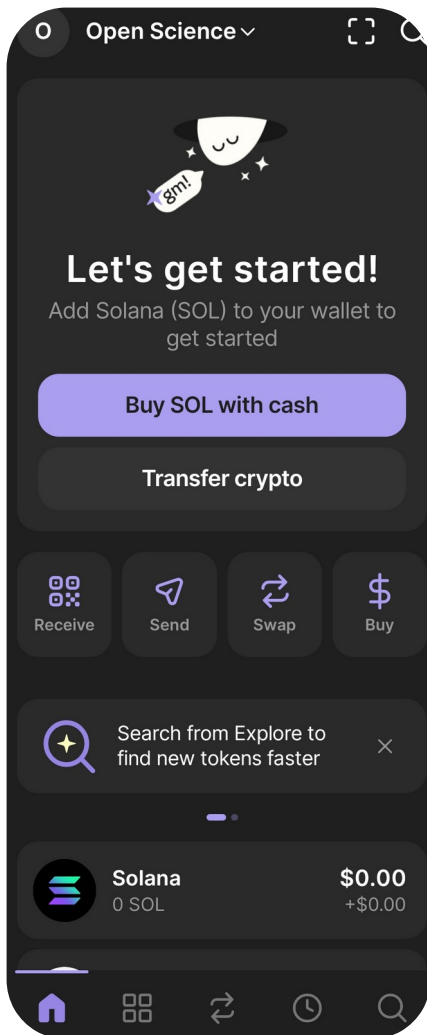 O Open Science
gm!
Let's get started!
Add Solana (SOL) to your wallet to
get started
Buy SOL with cash
Transfer crypto
Receive Send Swap Buy
Search from Explore to
find new tokens faster
Solana $0.00
0 SOL +$0.00